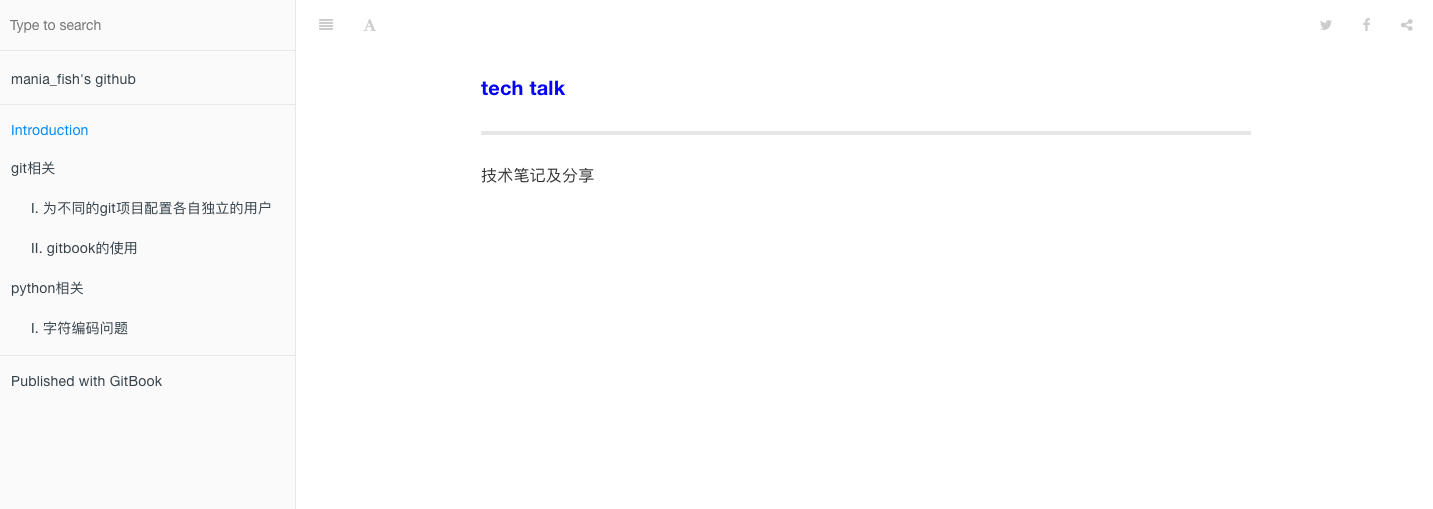 Type to search
mania_fish's github
Introduction
git相关
I. 为不同的git项目配置各自独立的用户
II. gitbook的使用
python相关
I. 字符编码问题
Published with GitBook
A
tech talk
技术笔记及分享